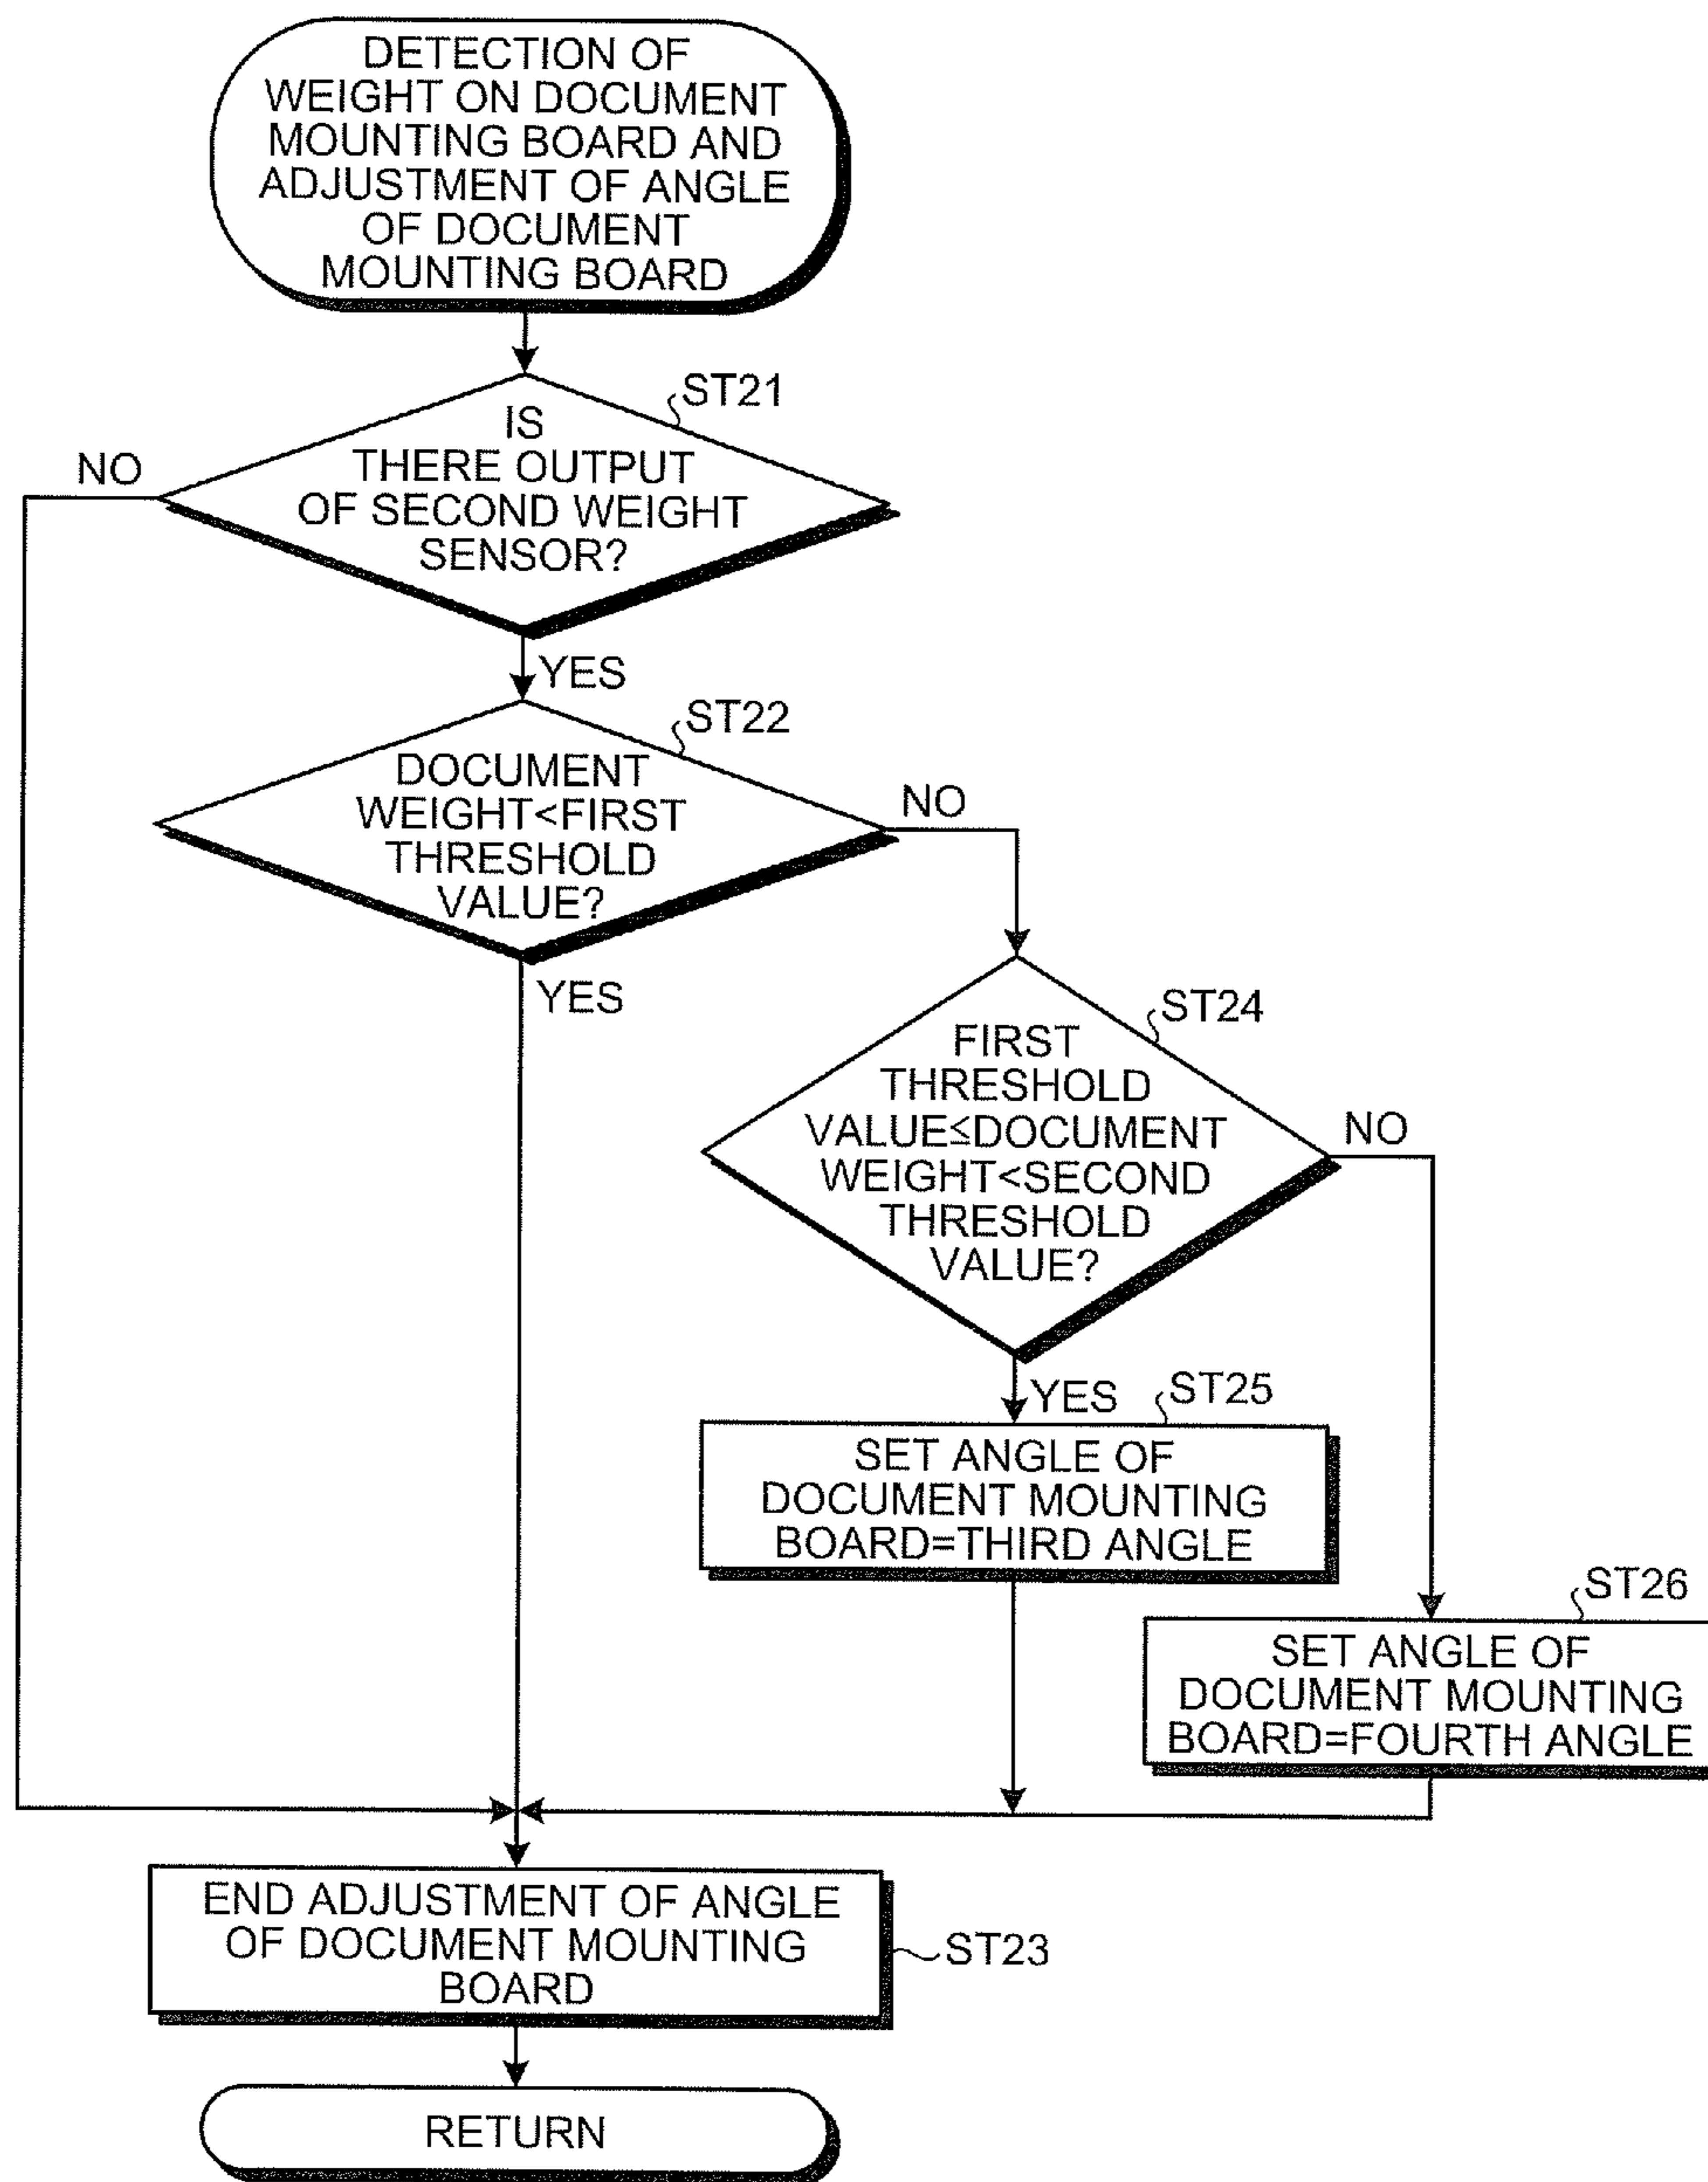 DETECTION OF
WEIGHT ON DOCUMENT
MOUNTING BOARD AND
ADJUSTMENT OF ANGLE
OF DOCUMENT
MOUNTING BOARD
ST21
IS
THERE OUTPUT
OF SECOND WEIGHT
SENSOR?
NO
YES
ST22
DOCUMENT
WEIGHT<FIRST
THRESHOLD
VALUE?
NO
YES
ST24
FIRST
THRESHOLD
VALUE≤DOCUMENT
WEIGHT<SECOND
THRESHOLD
VALUE?
NO
YES
ST25
SET ANGLE OF
DOCUMENT MOUNTING
BOARD=THIRD ANGLE
ST26
SET ANGLE OF
DOCUMENT MOUNTING
BOARD=FOURTH ANGLE
END ADJUSTMENT OF ANGLE
OF DOCUMENT MOUNTING
BOARD
ST23
RETURN